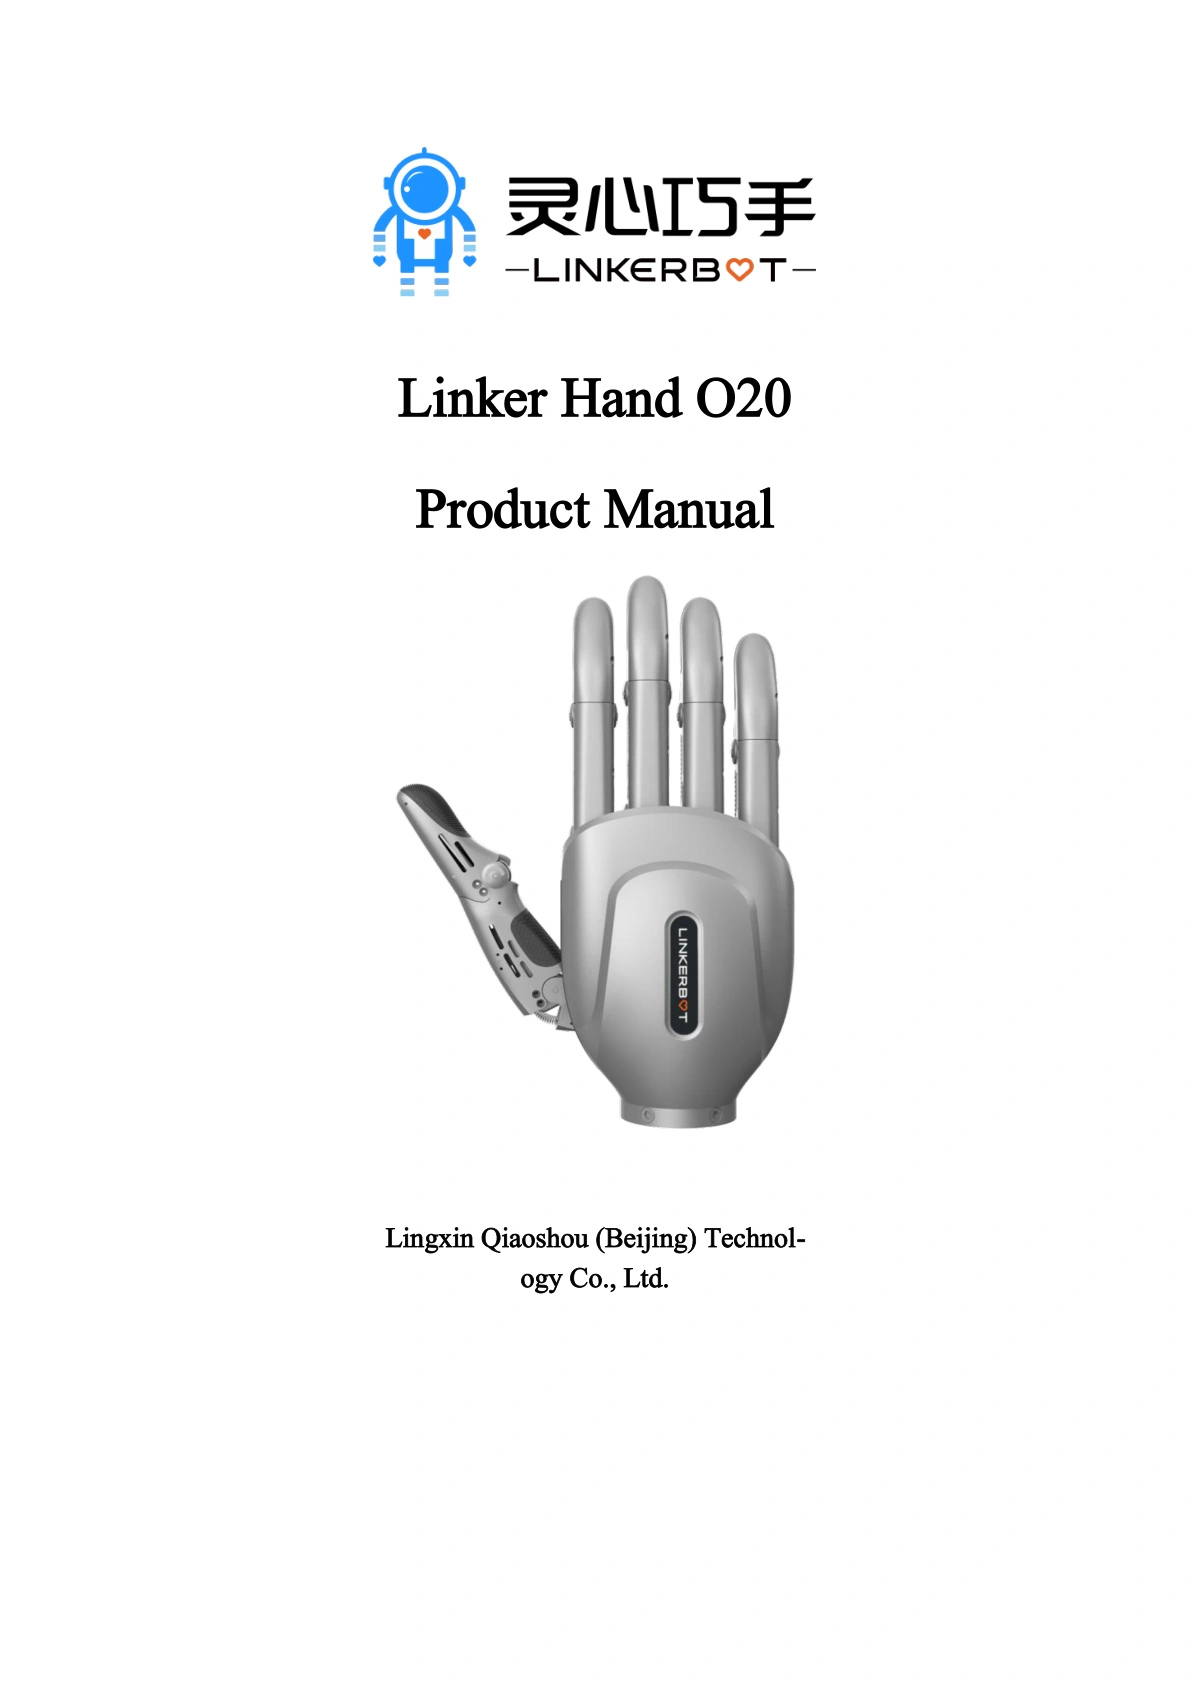 灵心巧手
LINKERBOT
Linker Hand O20
Product Manual
LINKERBOT
Lingxin Qiaoshou (Beijing) Technol-
ogy Co., Ltd.